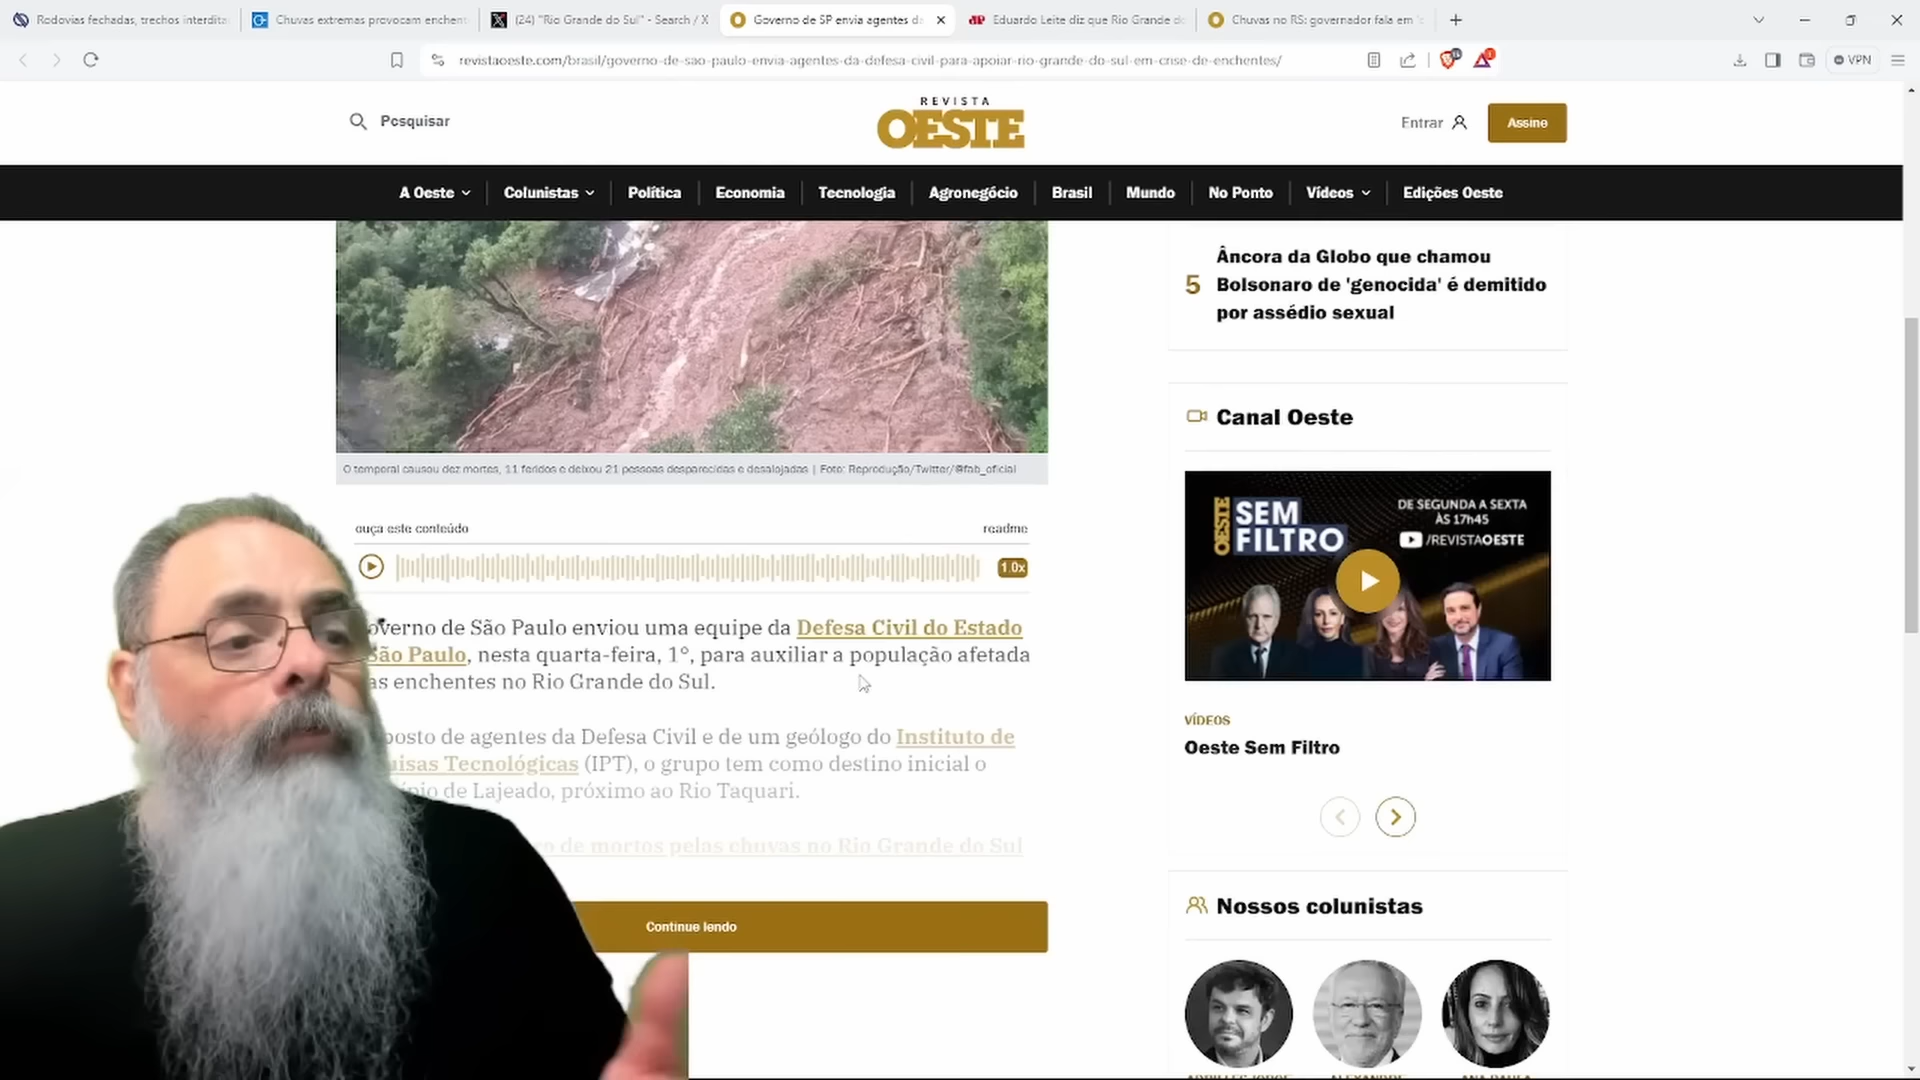 Rodovias fechadas, trechos interdita
Chuvas extremas provocam enchent
(24) "Rio Grande do Sul" - Search / X
Governo de SP envia agentes da
Eduardo Leite diz que Rio Grande do
Chuvas no RS: governador fala em
revistaoeste.com/brasil/governo-de-sao-paulo-envia-agentes-da-defesa-civil-para-apoiar-rio-grande-do-sul-em-crise-de-enchentes/
VPN
Pesquisar
REVISTA
OESTE
Entrar
Assine
A Oeste
Colunistas
Política
Economia
Tecnologia
Agronegócio
Brasil
Mundo
No Ponto
Vídeos
Edições Oeste
O temporal causou dez mortes, 11 feridos e deixou 21 pessoas desparecidas e desalojadas | Foto: Reprodução/Twitter/@fab_oficial
ouça este conteúdo
readme
1.0x
overno de São Paulo enviou uma equipe da Defesa Civil do Estado
São Paulo, nesta quarta-feira, 1°, para auxiliar a população afetada
as enchentes no Rio Grande do Sul.
posto de agentes da Defesa Civil e de um geólogo do Instituto de
uisas Tecnológicas (IPT), o grupo tem como destino inicial o
ípio de Lajeado, próximo ao Rio Taquari.
ro de mortos pelas chuvas no Rio Grande do Sul
Continue lendo
5
Âncora da Globo que chamou
Bolsonaro de 'genocida' é demitido
por assédio sexual
Canal Oeste
OESTE
SEM
FILTRO
DE SEGUNDA A SEXTA
ÀS 17h45
/REVISTAOESTE
VÍDEOS
Oeste Sem Filtro
Nossos colunistas